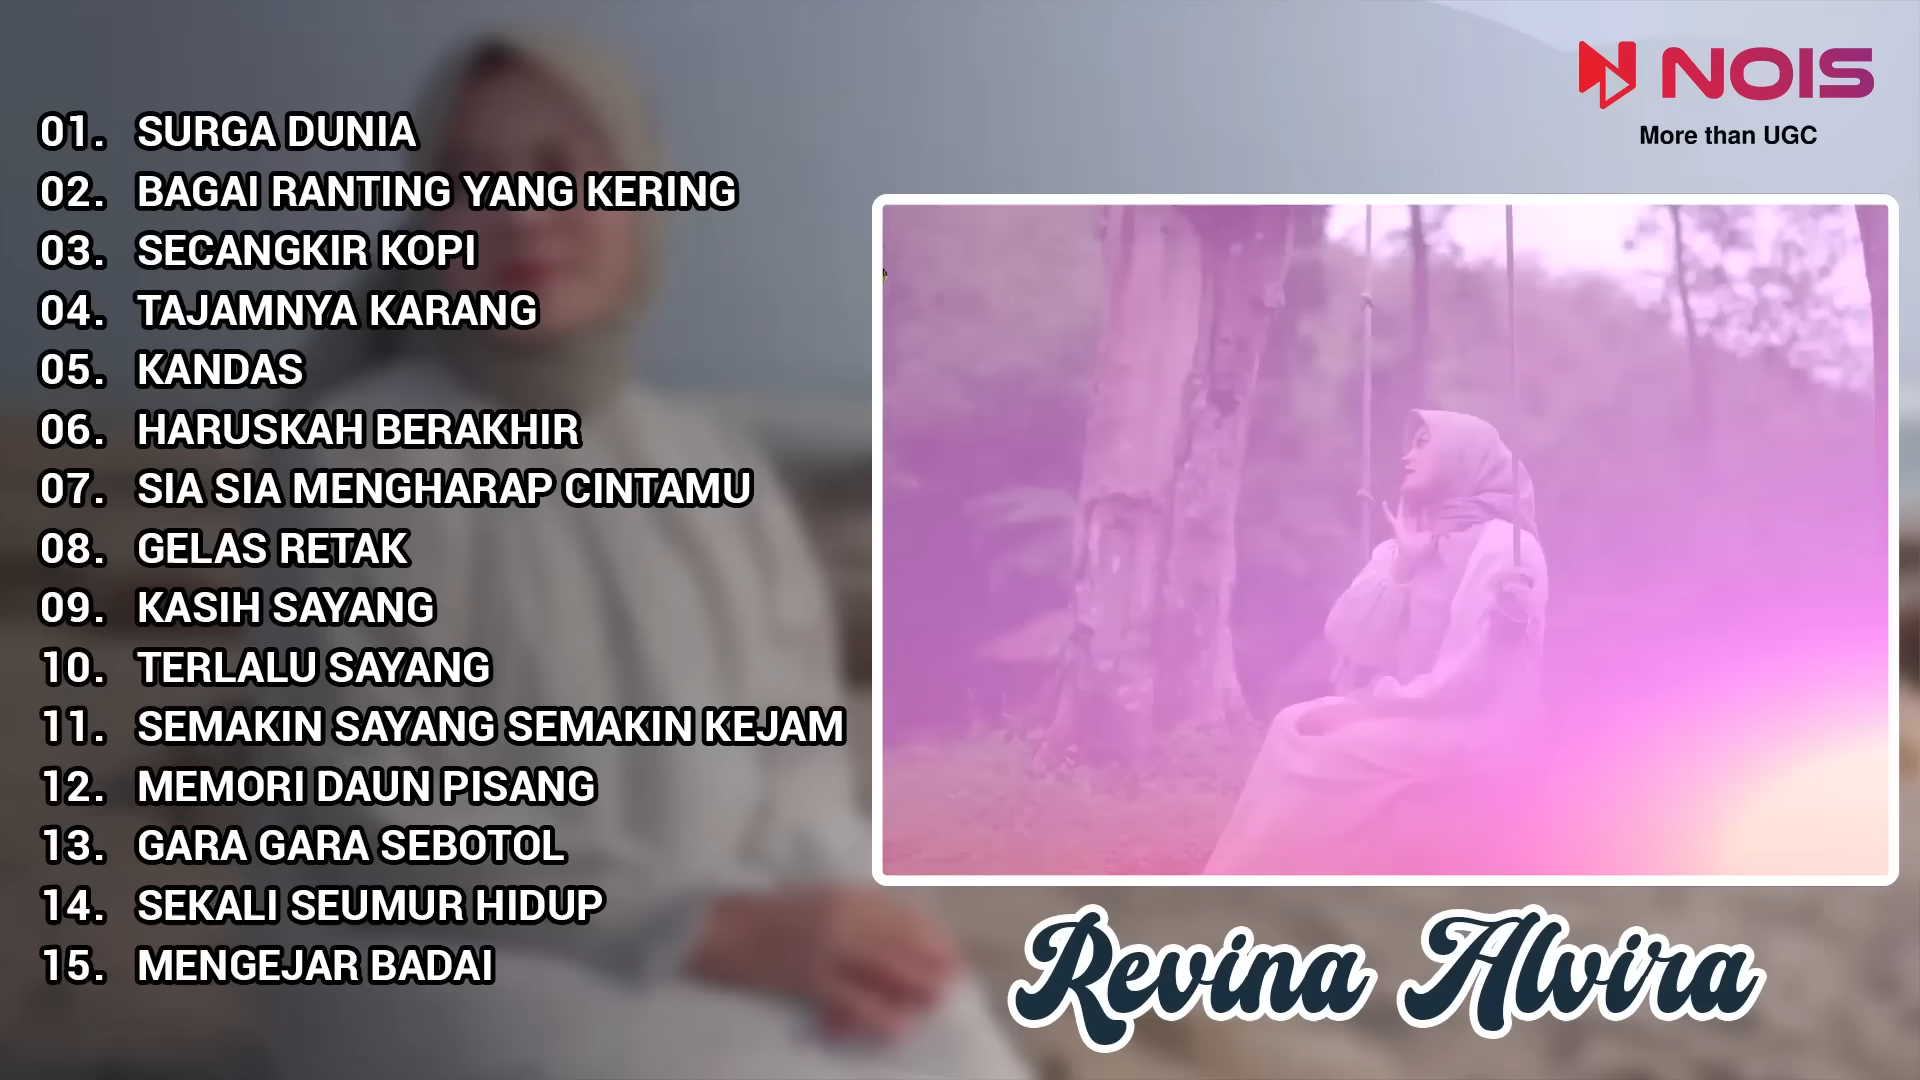 01. SURGA DUNIA
02. BAGAI RANTING YANG KERING
03. SECANGKIR KOPI
04. TAJAMNYA KARANG
05. KANDAS
06. HARUSKAH BERAKHIR
07. SIA SIA MENGHARAP CINTAMU
08. GELAS RETAK
09. KASIH SAYANG
10. TERLALU SAYANG
11. SEMAKIN SAYANG SEMAKIN KEJAM
12. MEMORI DAUN PISANG
13. GARA GARA SEBOTOL
14. SEKALI SEUMUR HIDUP
15. MENGEJAR BADAI
NOIS
More than UGC
Revina Alvira